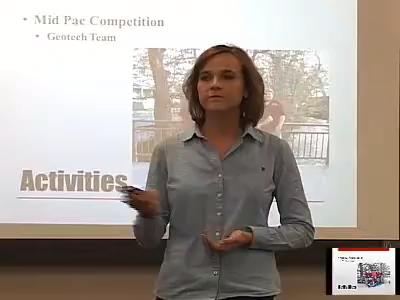 • Mid Pac Competition
• Geotech Team
Activities